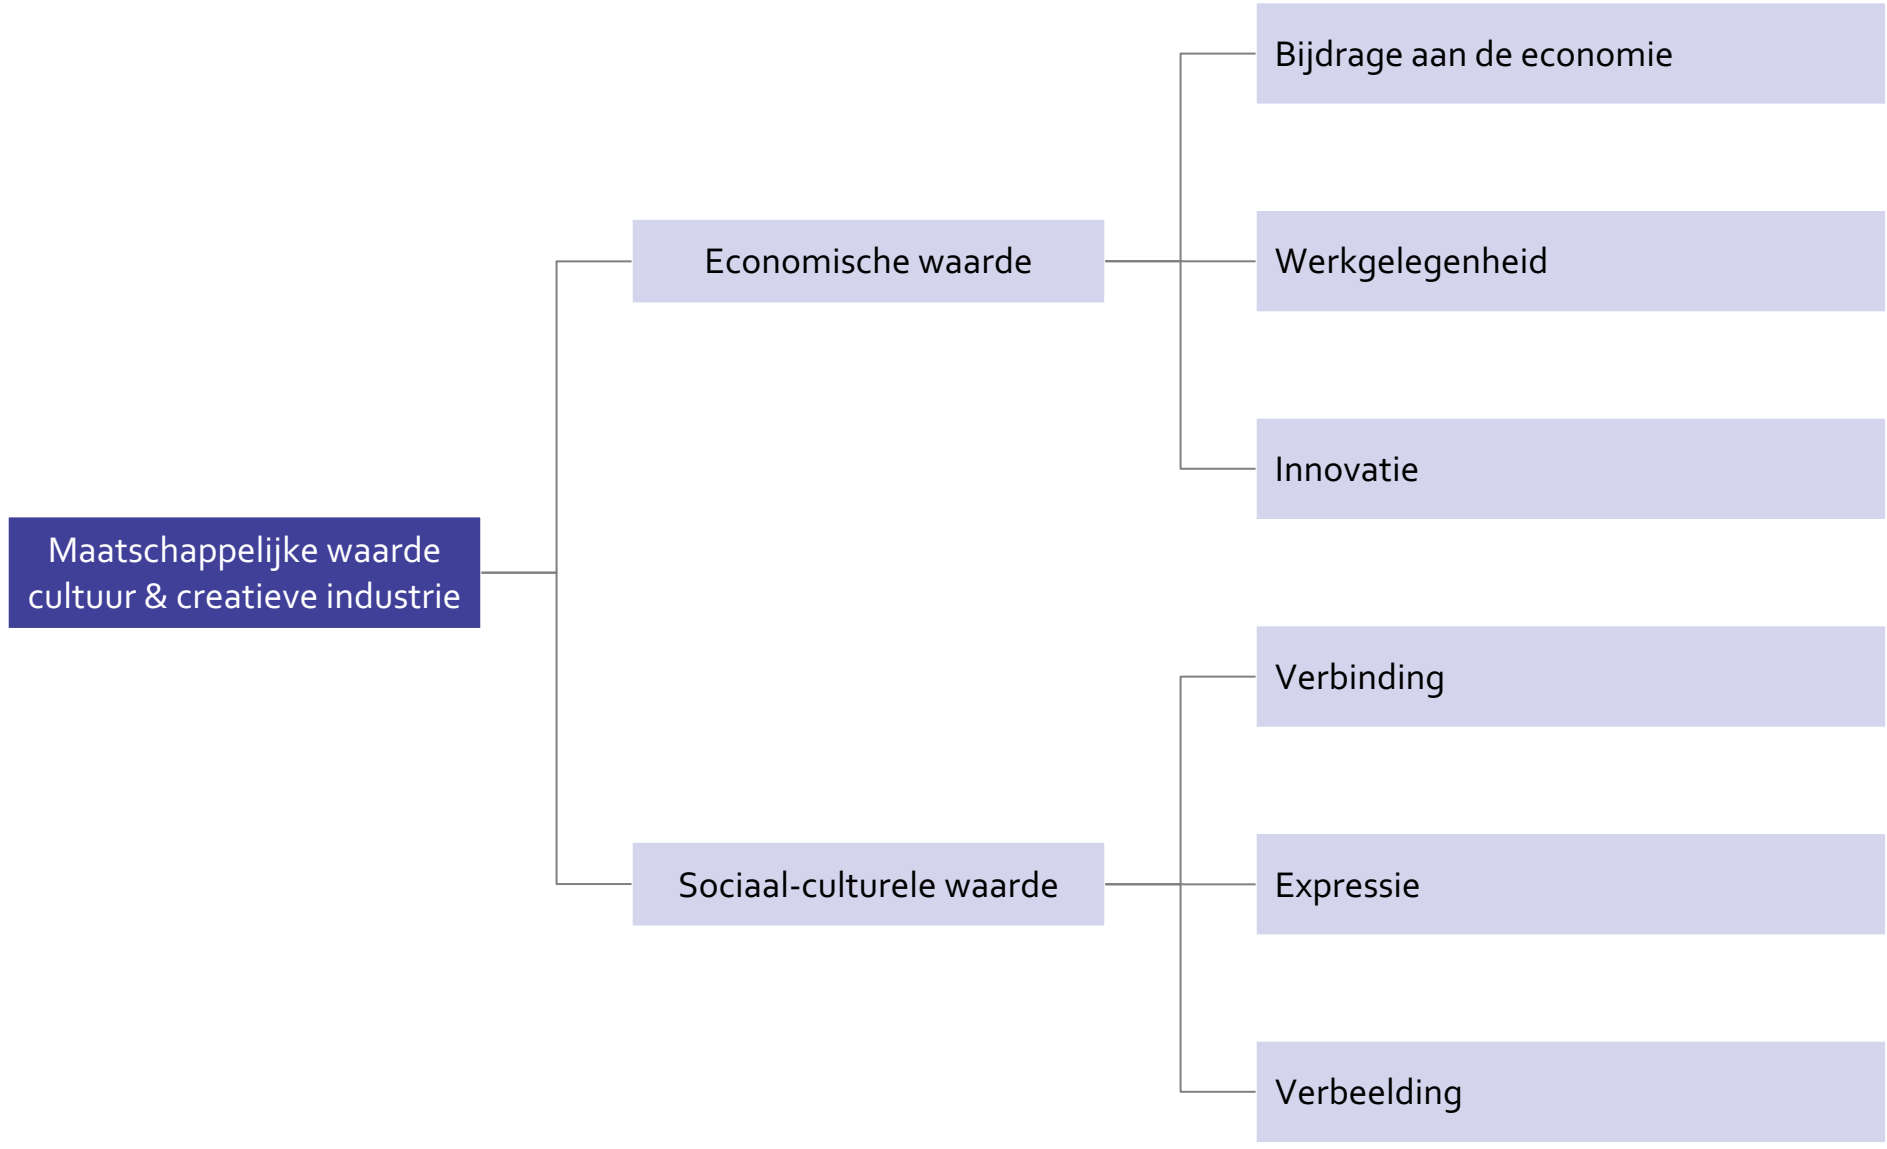 Maatschappelijke waarde
cultuur & creatieve industrie
Economische waarde
Bijdrage aan de economie
Werkgelegenheid
Innovatie
Sociaal-culturele waarde
Verbinding
Expressie
Verbeelding